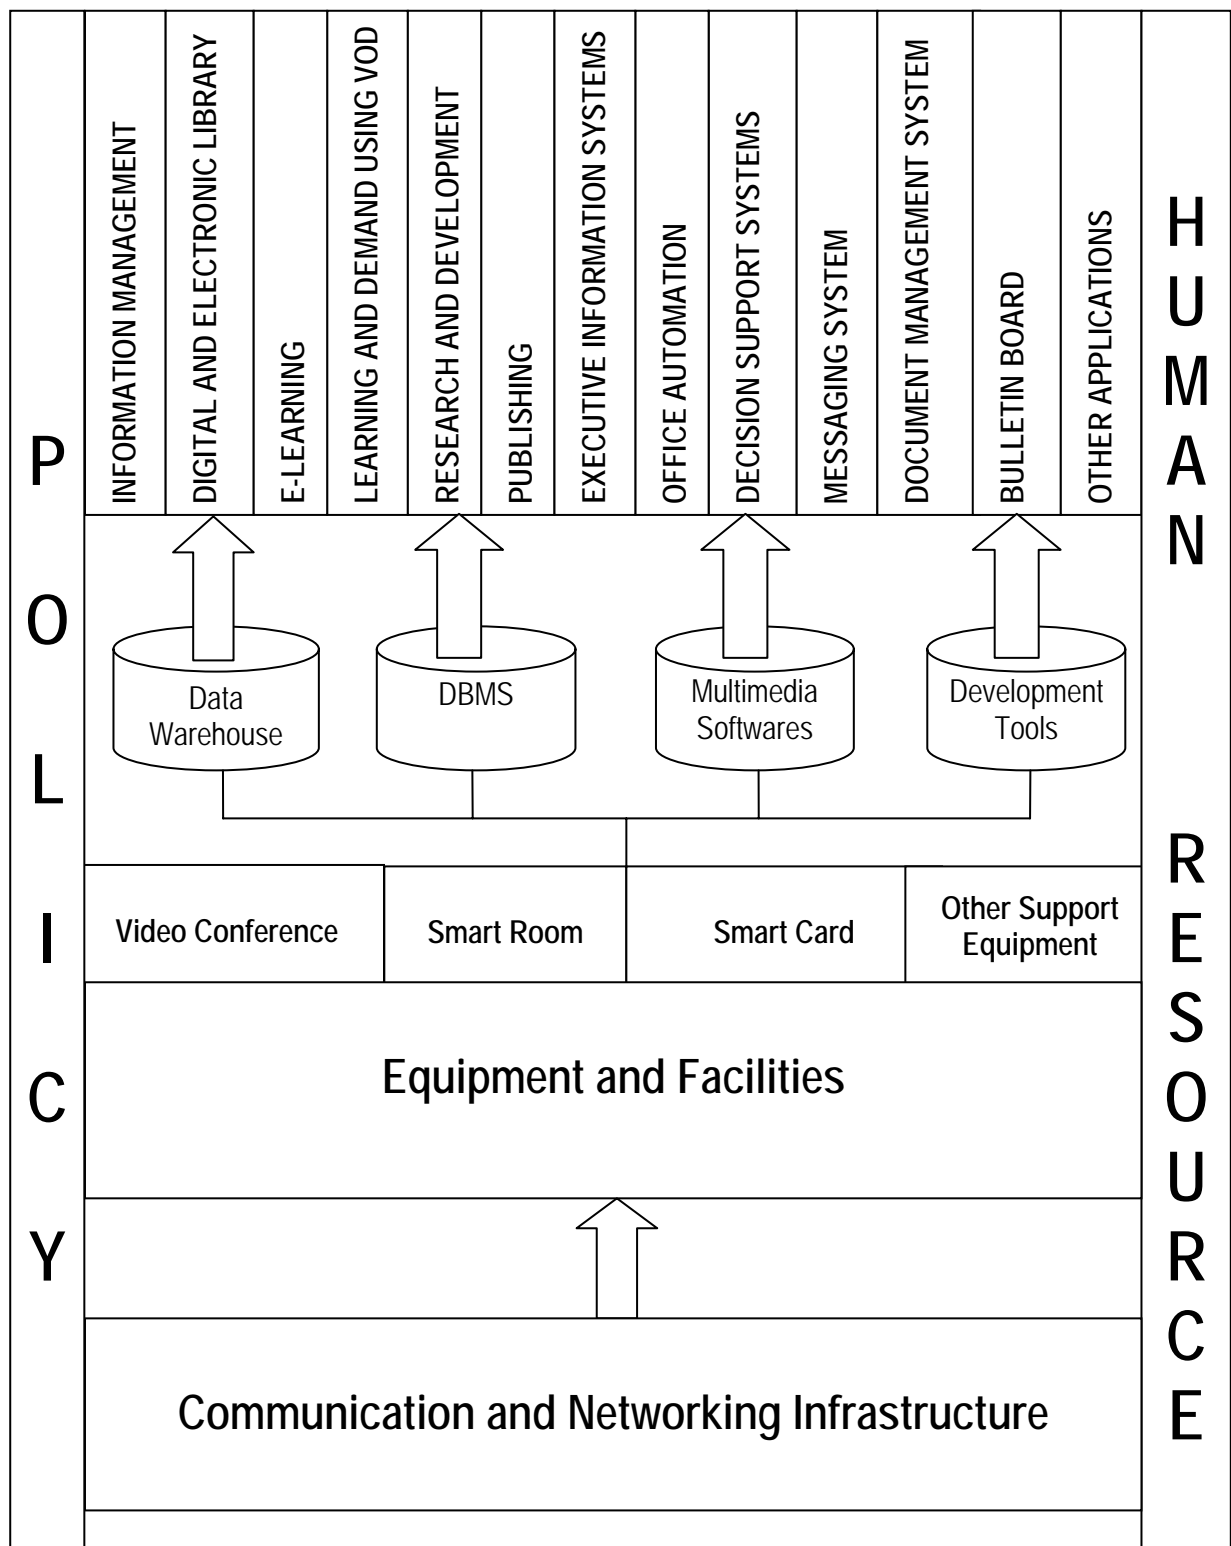 POLICY
INFORMATION MANAGEMENT
DIGITAL AND ELECTRONIC LIBRARY
E-LEARNING
LEARNING AND DEMAND USING VOD
RESEARCH AND DEVELOPMENT
PUBLISHING
EXECUTIVE INFORMATION SYSTEMS
OFFICE AUTOMATION
DECISION SUPPORT SYSTEMS
MESSAGING SYSTEM
DOCUMENT MANAGEMENT SYSTEM
BULLETIN BOARD
OTHER APPLICATIONS
HUMAN RESOURCE
Data
Warehouse
DBMS
Multimedia
Softwares
Development
Tools
Video Conference
Smart Room
Smart Card
Other Support
Equipment
Equipment and Facilities
Communication and Networking Infrastructure